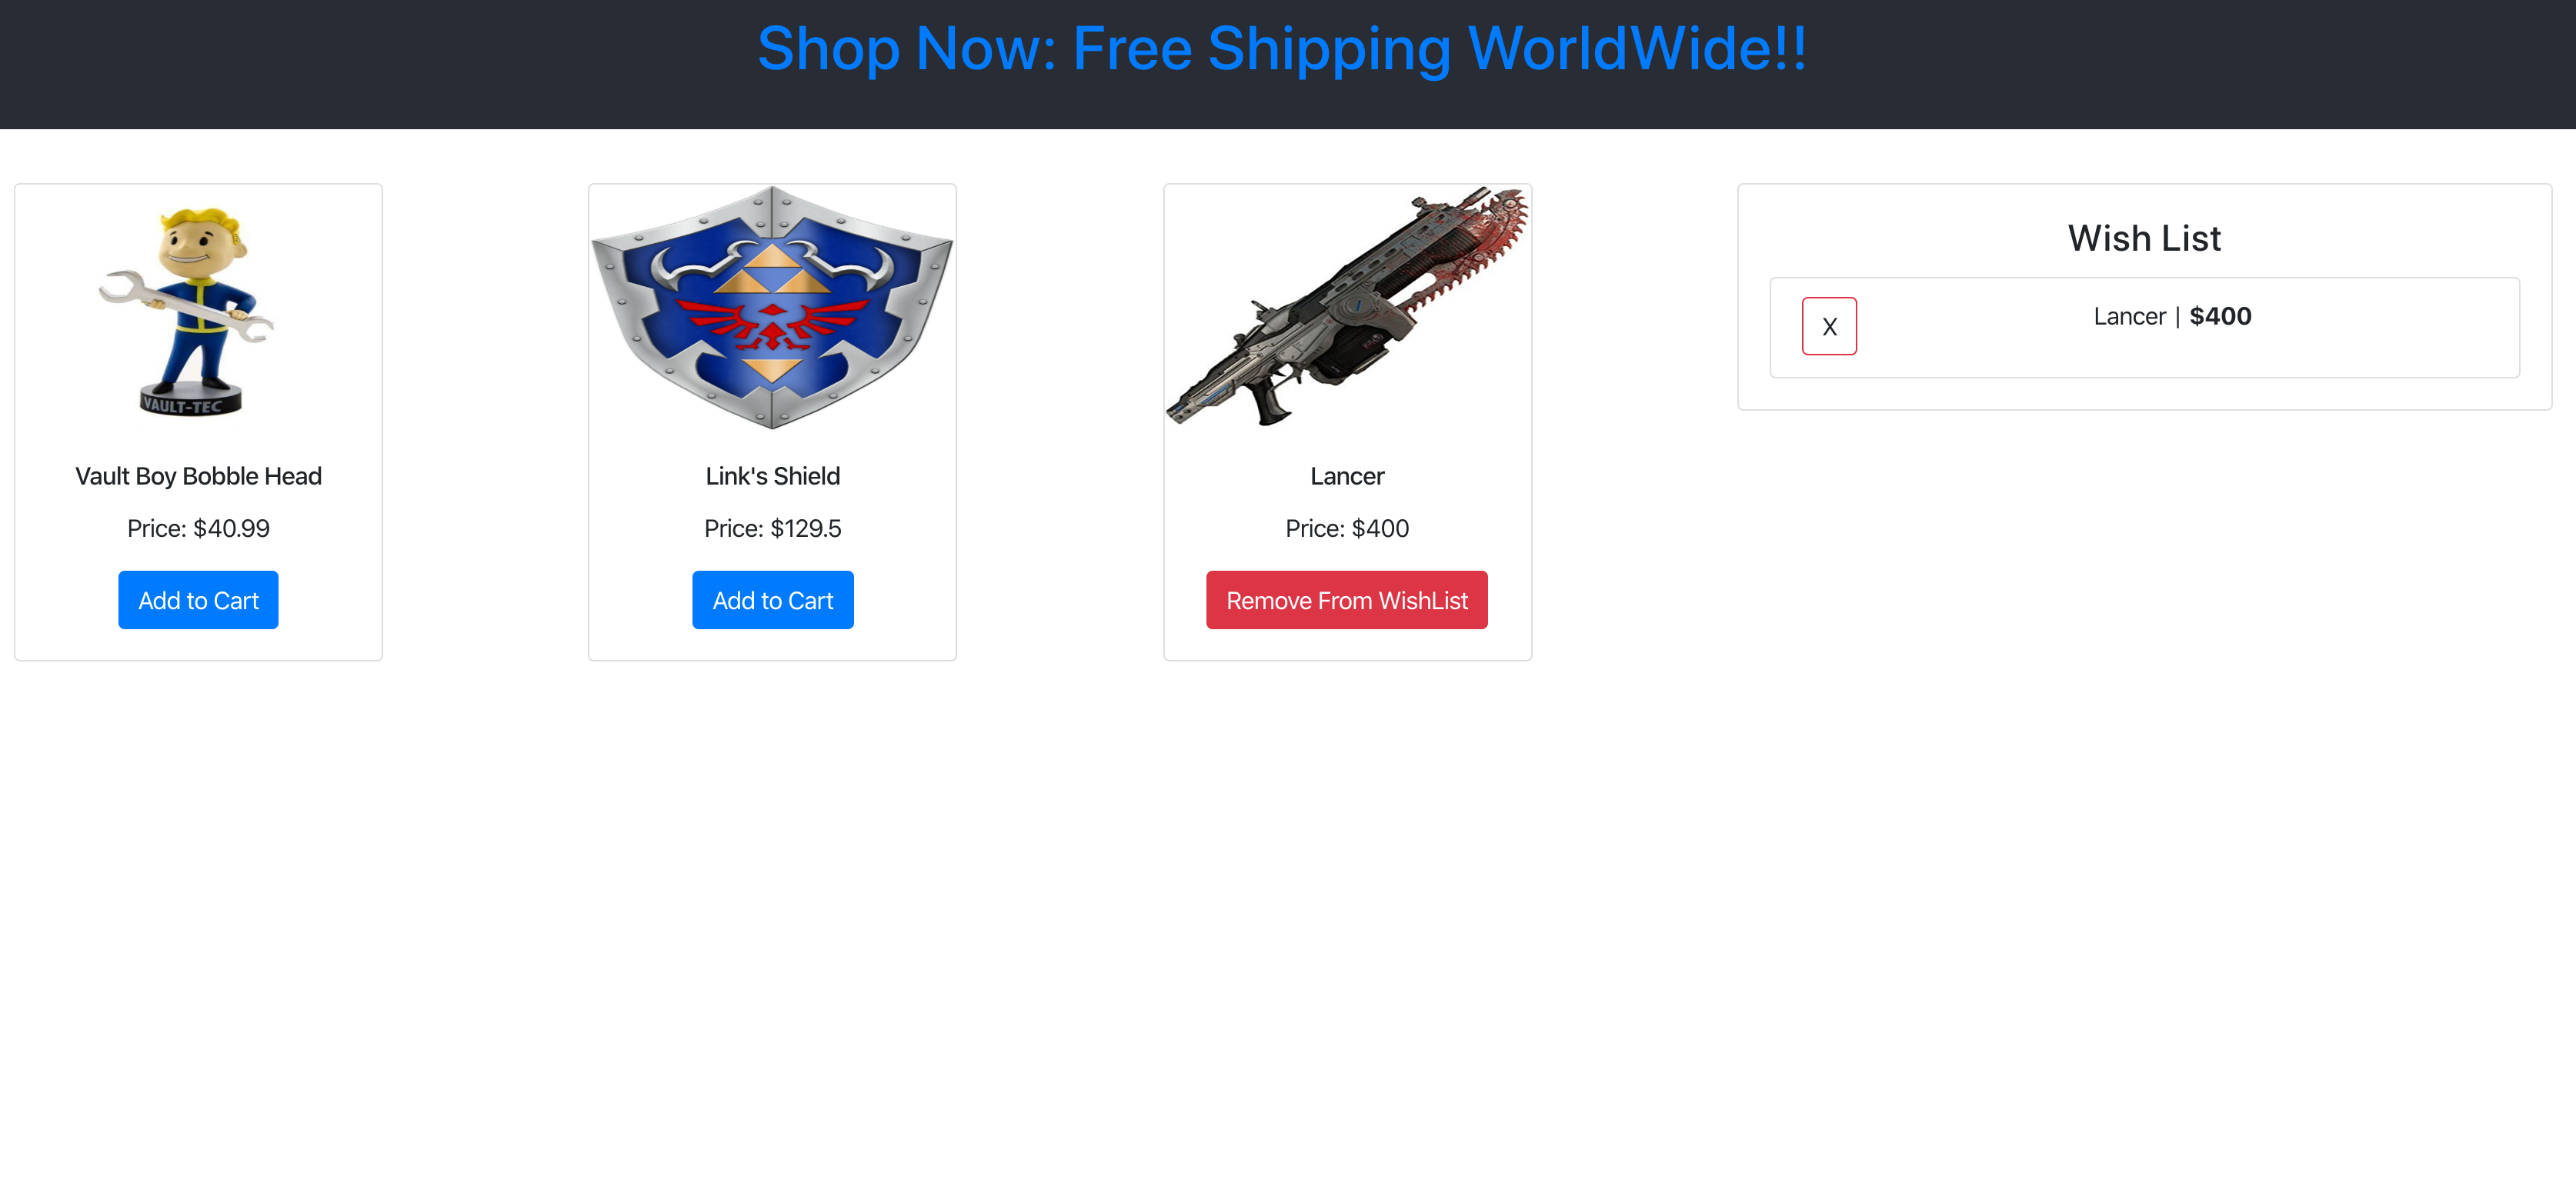 Shop Now: Free Shipping WorldWide!!
VAULT-TEC
Vault Boy Bobble Head
Price: $40.99
Add to Cart
Link's Shield
Price: $129.5
Add to Cart
Lancer
Price: $400
Remove From WishList
Wish List
X
Lancer | $400